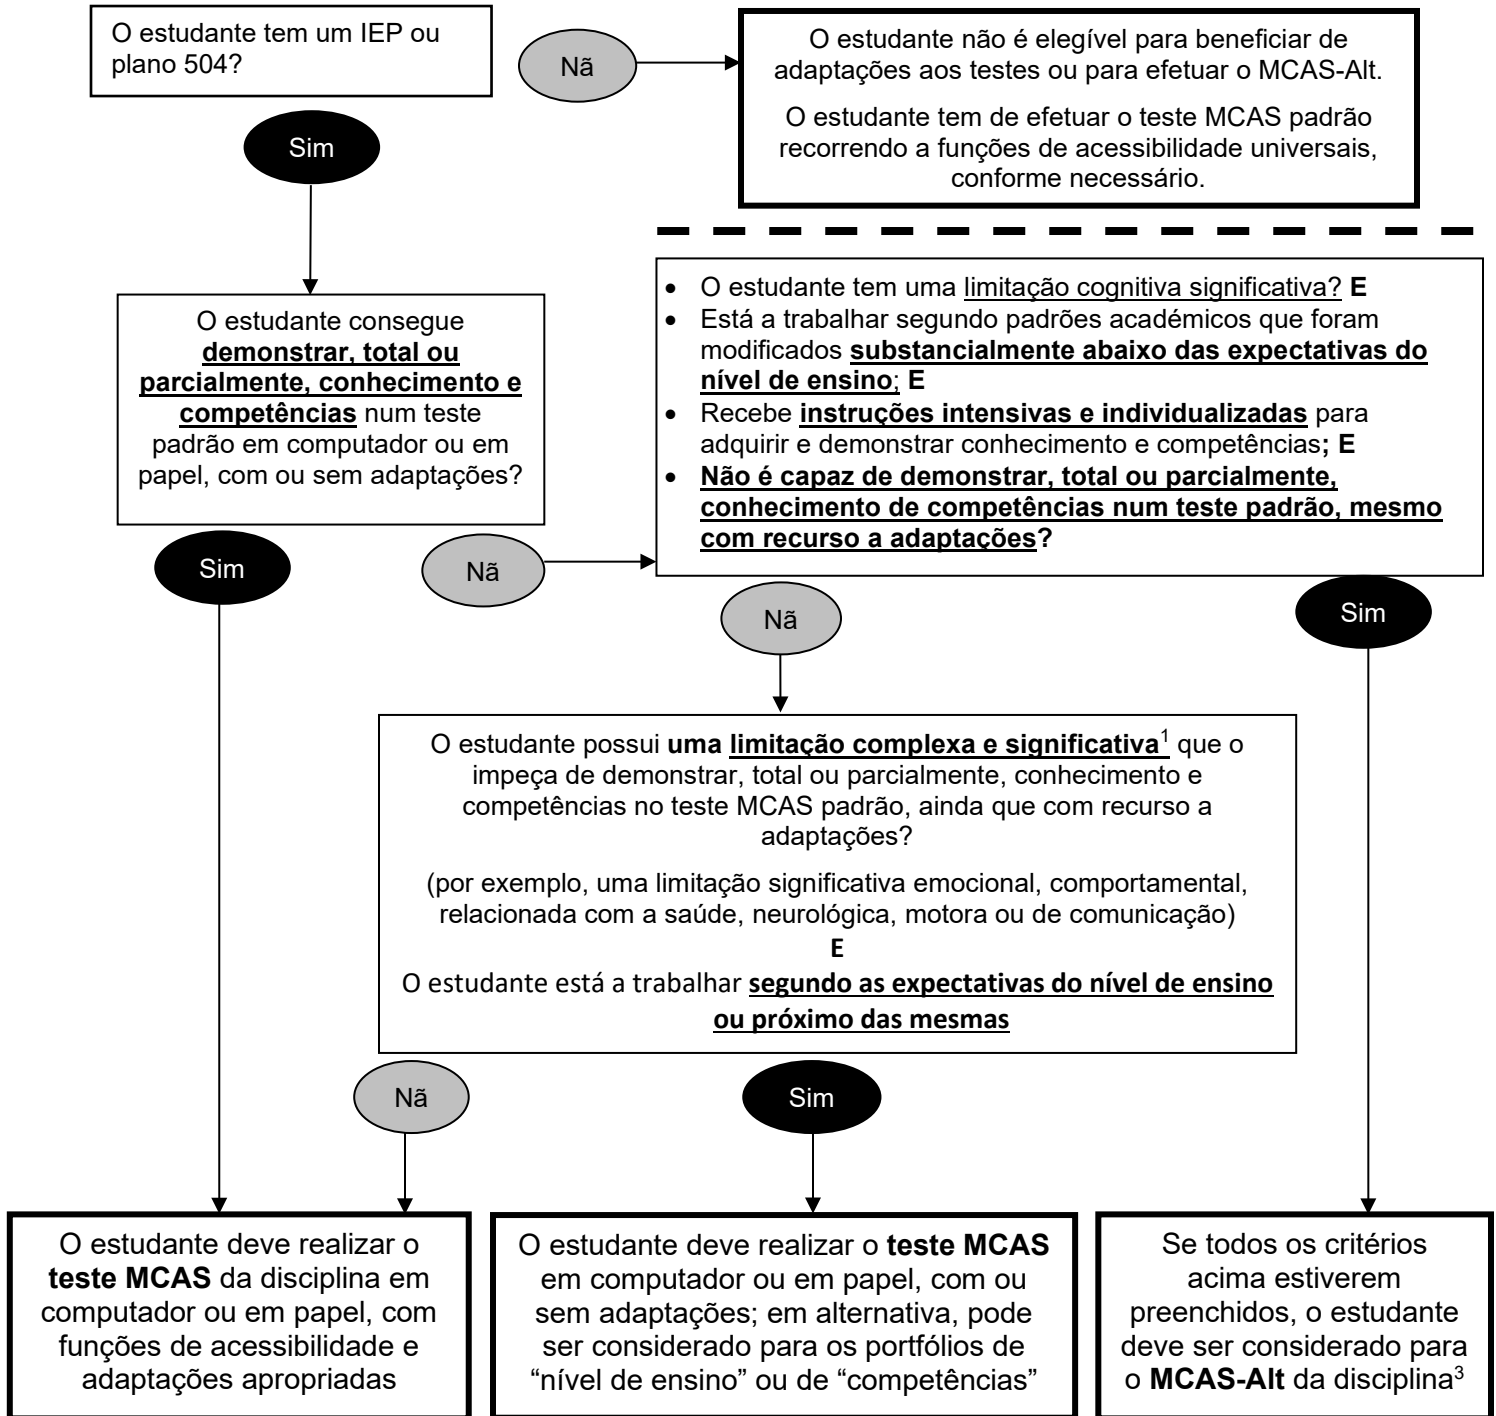 O estudante tem um IEP ou
plano 504?
Nã
O estudante não é elegível para beneficiar de
adaptações aos testes ou para efetuar o MCAS-Alt.
O estudante tem de efetuar o teste MCAS padrão
recorrendo a funções de acessibilidade universais,
conforme necessário.
Sim
O estudante consegue
demonstrar, total ou
parcialmente, conhecimento e
competências num teste
padrão em computador ou em
papel, com ou sem adaptações?
• O estudante tem uma limitação cognitiva significativa? E
• Está a trabalhar segundo padrões académicos que foram
modificados substancialmente abaixo das expectativas do
nível de ensino; E
• Recebe instruções intensivas e individualizadas para
adquirir e demonstrar conhecimento e competências; E
• Não é capaz de demonstrar, total ou parcialmente,
conhecimento de competências num teste padrão, mesmo
com recurso a adaptações?
Sim
Nã
Nã
Sim
O estudante possui uma limitação complexa e significativa¹ que o
impeça de demonstrar, total ou parcialmente, conhecimento e
competências no teste MCAS padrão, ainda que com recurso a
adaptações?
(por exemplo, uma limitação significativa emocional, comportamental,
relacionada com a saúde, neurológica, motora ou de comunicação)
E
O estudante está a trabalhar segundo as expectativas do nível de ensino
ou próximo das mesmas
Nã
Sim
O estudante deve realizar o
teste MCAS da disciplina em
computador ou em papel, com
funções de acessibilidade e
adaptações apropriadas
O estudante deve realizar o teste MCAS
em computador ou em papel, com ou
sem adaptações; em alternativa, pode
ser considerado para os portfólios de
“nível de ensino” ou de “competências”
Se todos os critérios
acima estiverem
preenchidos, o estudante
deve ser considerado para
o MCAS-Alt da disciplina³